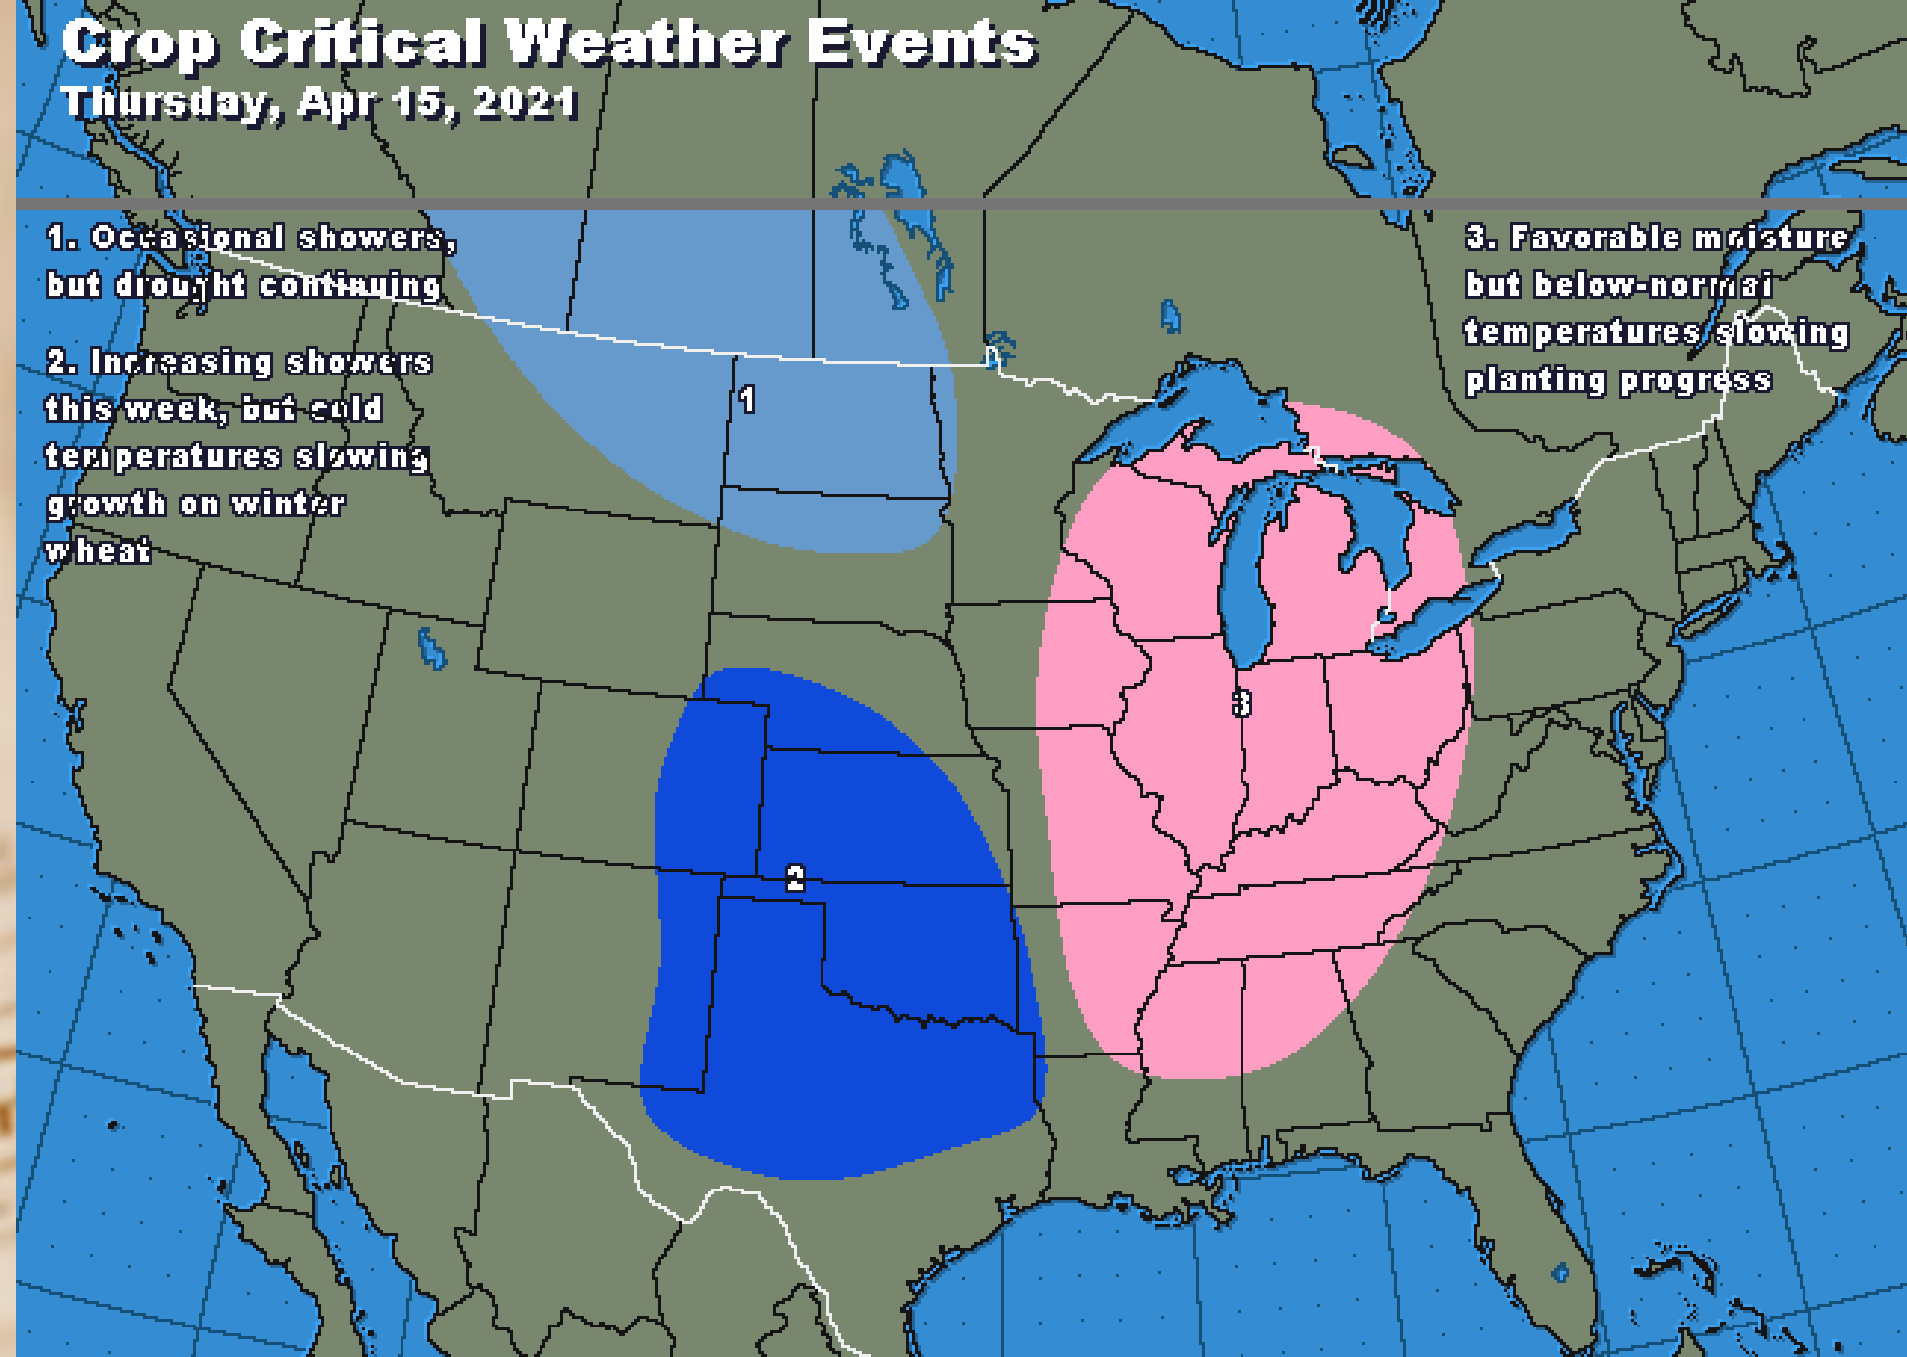 Crop Critical Weather Events
Thursday, Apr 15, 2021
1. Occasional showers,
but drought continuing
2. Increasing showers
this week, but cold
temperatures slowing
growth on winter
wheat
3. Favorable moisture
but below-normal
temperatures slowing
planting progress
1
2
3